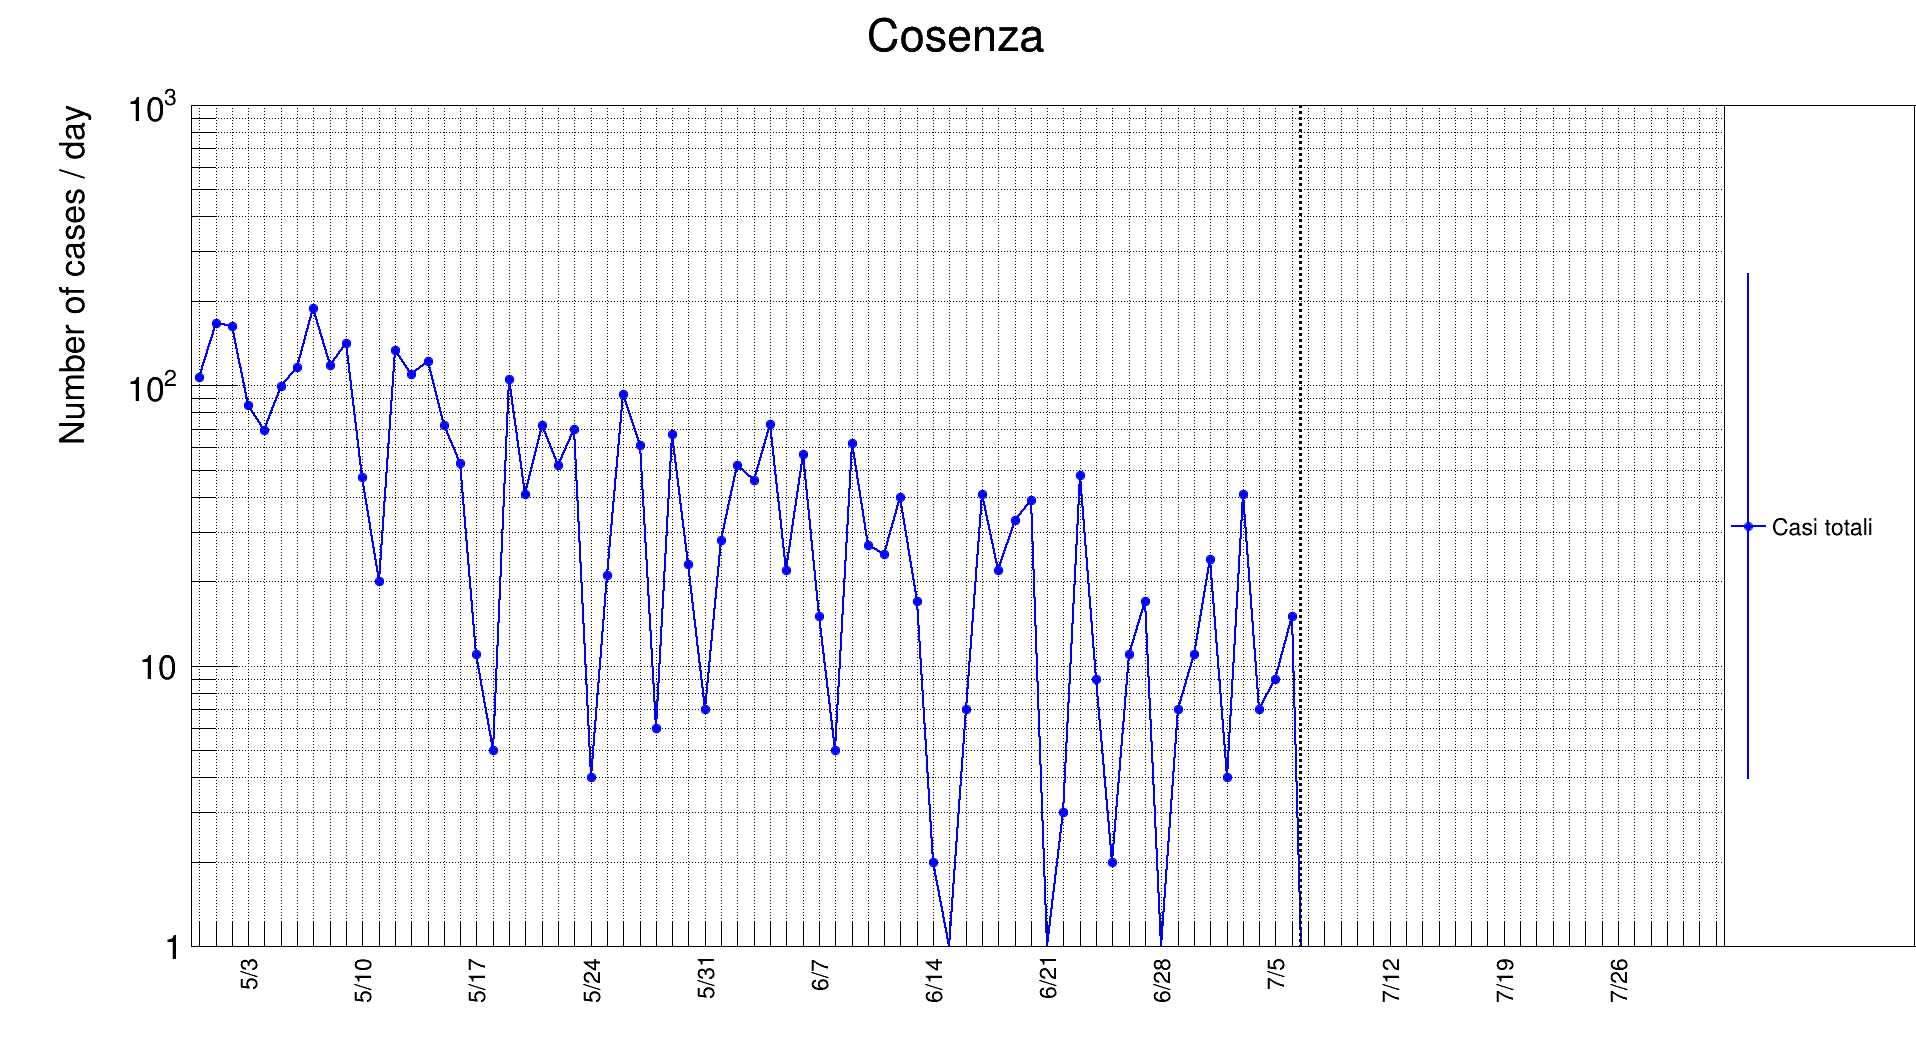 Cosenza
Number of cases / day
10³
10²
10
1
5/3 5/10 5/17 5/24 5/31 6/7 6/14 6/21 6/28 7/5 7/12 7/19 7/26
Casi totali